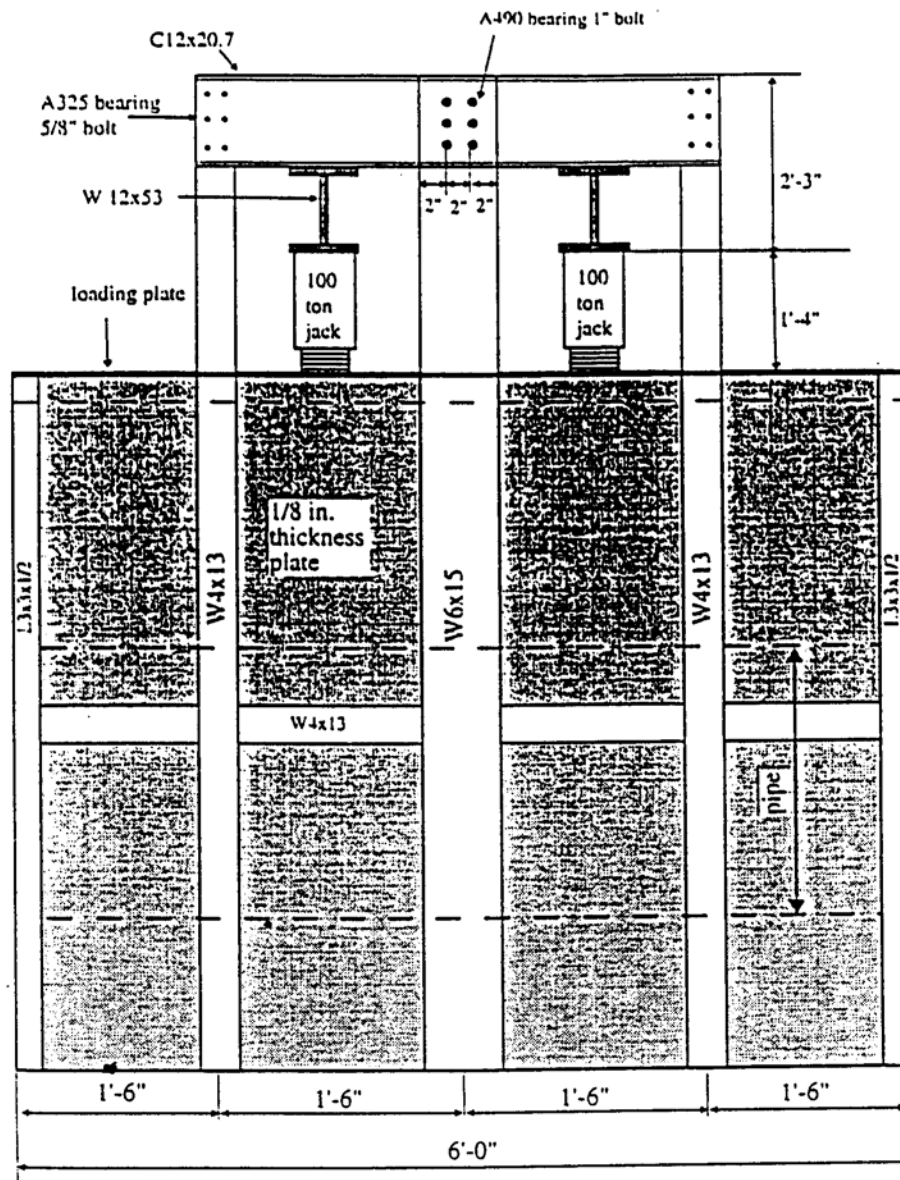 A490 bearing 1" bolt
C12x20.7
A325 bearing
5/8" bolt
2'-3"
W 12x53
2" 2" 2"
100
ton
jack
100
ton
jack
loading plate
1'-4"
1/8 in.
thickness
plate
L3x3x1/2
W4x13
W6x15
W4x13
L3x3x1/2
W4x13
pipe
1'-6" 1'-6" 1'-6" 1'-6"
6'-0"